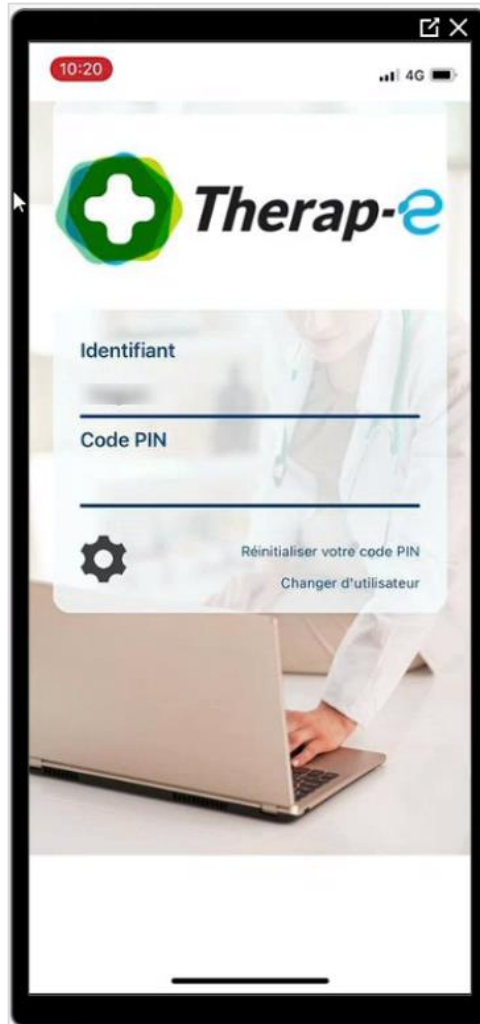 10:20
4G
Therap-e
Identifiant
Code PIN
Réinitialiser votre code PIN
Changer d'utilisateur